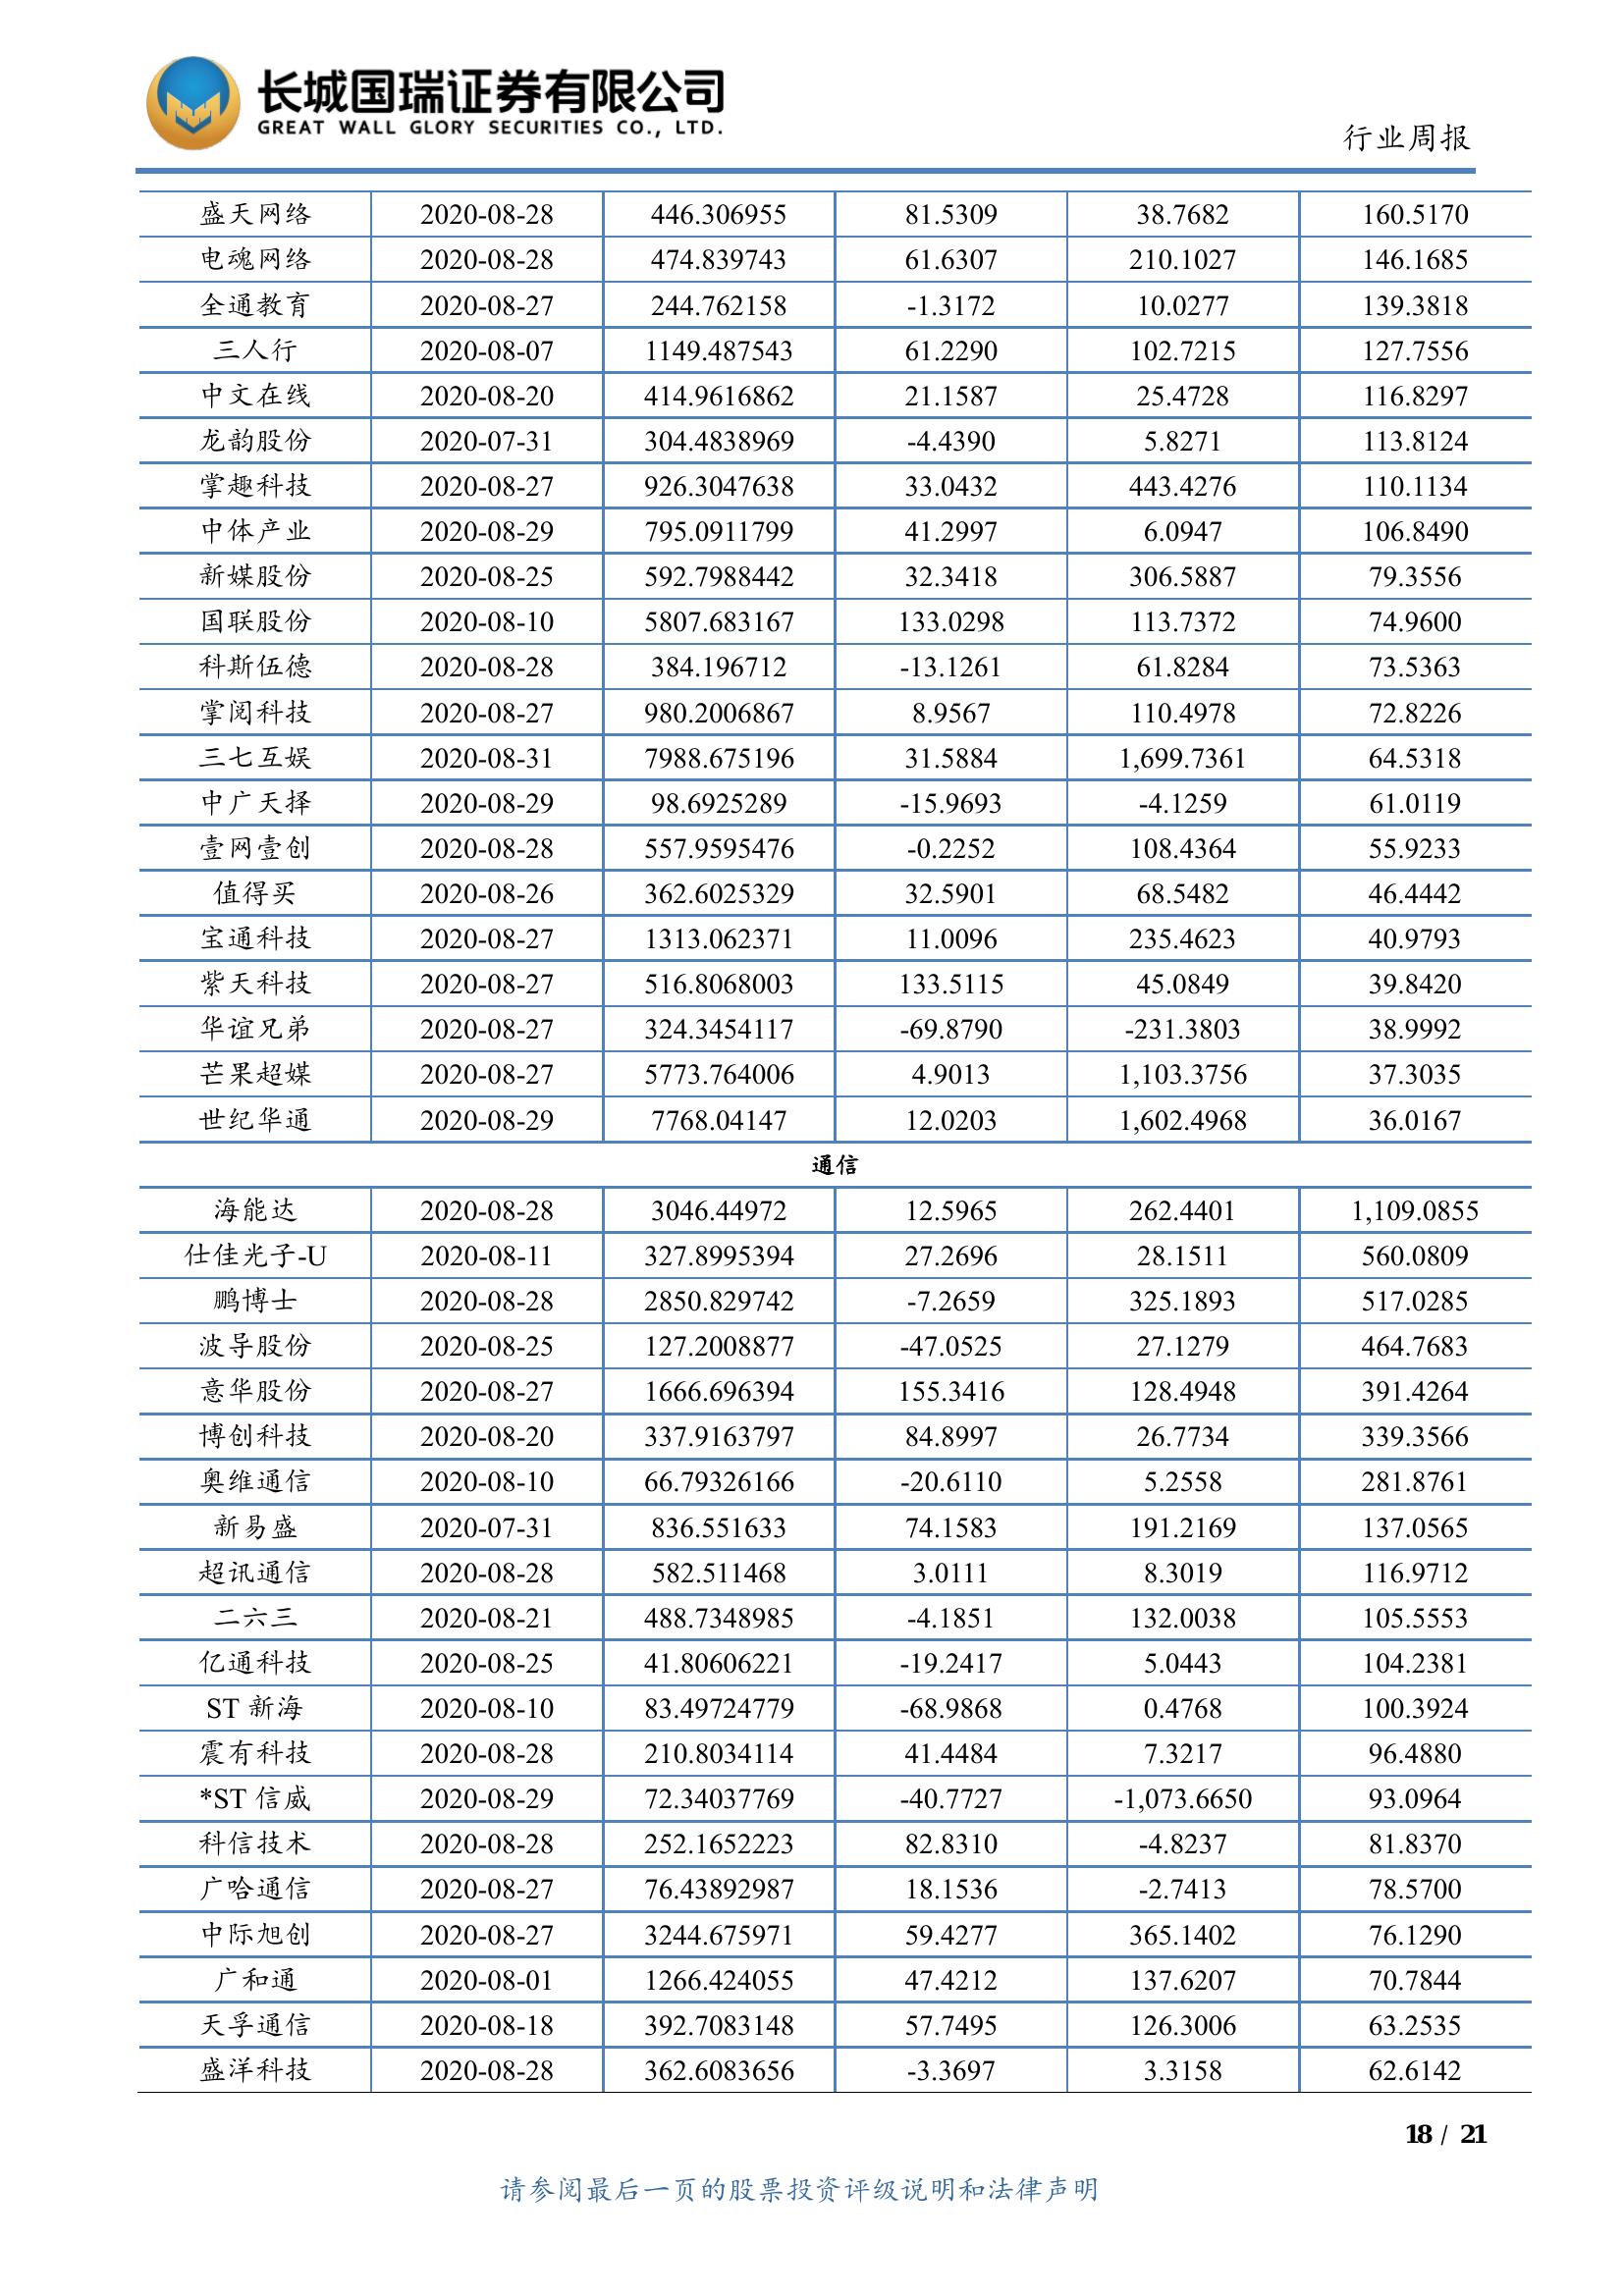 长城国瑞证券有限公司
GREAT WALL GLORY SECURITIES CO., LTD.
行业周报
盛天网络 2020-08-28 446.306955 81.5309 38.7682 160.5170
电魂网络 2020-08-28 474.839743 61.6307 210.1027 146.1685
全通教育 2020-08-27 244.762158 -1.3172 10.0277 139.3818
三人行 2020-08-07 1149.487543 61.2290 102.7215 127.7556
中文在线 2020-08-20 414.9616862 21.1587 25.4728 116.8297
龙韵股份 2020-07-31 304.4838969 -4.4390 5.8271 113.8124
掌趣科技 2020-08-27 926.3047638 33.0432 443.4276 110.1134
中体产业 2020-08-29 795.0911799 41.2997 6.0947 106.8490
新媒股份 2020-08-25 592.7988442 32.3418 306.5887 79.3556
国联股份 2020-08-10 5807.683167 133.0298 113.7372 74.9600
科斯伍德 2020-08-28 384.196712 -13.1261 61.8284 73.5363
掌阅科技 2020-08-27 980.2006867 8.9567 110.4978 72.8226
三七互娱 2020-08-31 7988.675196 31.5884 1,699.7361 64.5318
中广天择 2020-08-29 98.6925289 -15.9693 -4.1259 61.0119
壹网壹创 2020-08-28 557.9595476 -0.2252 108.4364 55.9233
值得买 2020-08-26 362.6025329 32.5901 68.5482 46.4442
宝通科技 2020-08-27 1313.062371 11.0096 235.4623 40.9793
紫天科技 2020-08-27 516.8068003 133.5115 45.0849 39.8420
华谊兄弟 2020-08-27 324.3454117 -69.8790 -231.3803 38.9992
芒果超媒 2020-08-27 5773.764006 4.9013 1,103.3756 37.3035
世纪华通 2020-08-29 7768.04147 12.0203 1,602.4968 36.0167
通信
海能达 2020-08-28 3046.44972 12.5965 262.4401 1,109.0855
仕佳光子-U 2020-08-11 327.8995394 27.2696 28.1511 560.0809
鹏博士 2020-08-28 2850.829742 -7.2659 325.1893 517.0285
波导股份 2020-08-25 127.2008877 -47.0525 27.1279 464.7683
意华股份 2020-08-27 1666.696394 155.3416 128.4948 391.4264
博创科技 2020-08-20 337.9163797 84.8997 26.7734 339.3566
奥维通信 2020-08-10 66.79326166 -20.6110 5.2558 281.8761
新易盛 2020-07-31 836.551633 74.1583 191.2169 137.0565
超讯通信 2020-08-28 582.511468 3.0111 8.3019 116.9712
二六三 2020-08-21 488.7348985 -4.1851 132.0038 105.5553
亿通科技 2020-08-25 41.80606221 -19.2417 5.0443 104.2381
ST 新海 2020-08-10 83.49724779 -68.9868 0.4768 100.3924
震有科技 2020-08-28 210.8034114 41.4484 7.3217 96.4880
*ST 信威 2020-08-29 72.34037769 -40.7727 -1,073.6650 93.0964
科信技术 2020-08-28 252.1652223 82.8310 -4.8237 81.8370
广哈通信 2020-08-27 76.43892987 18.1536 -2.7413 78.5700
中际旭创 2020-08-27 3244.675971 59.4277 365.1402 76.1290
广和通 2020-08-01 1266.424055 47.4212 137.6207 70.7844
天孚通信 2020-08-18 392.7083148 57.7495 126.3006 63.2535
盛洋科技 2020-08-28 362.6083656 -3.3697 3.3158 62.6142
18 / 21
请参阅最后一页的股票投资评级说明和法律声明